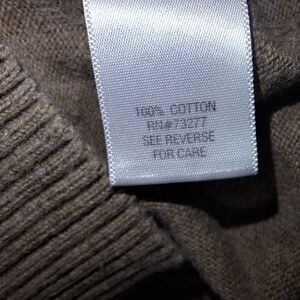 100% COTTON
RN#73277
SEE REVERSE
FOR CARE